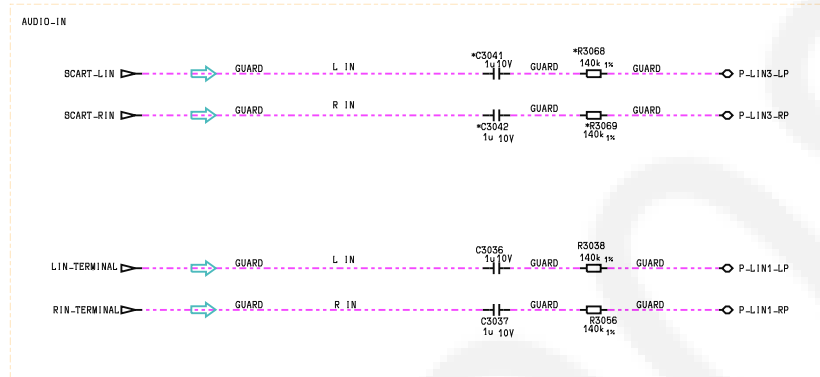 AUDIO-IN
SCART-LIN GUARD L IN *C3041 1u 10V GUARD *R3068 140k 1% GUARD P-LIN3-LP
SCART-RIN GUARD R IN *C3042 1u 10V GUARD *R3069 140k 1% GUARD P-LIN3-RP
LIN-TERMINAL GUARD L IN C3036 1u 10V GUARD R3038 140k 1% GUARD P-LIN1-LP
RIN-TERMINAL GUARD R IN C3037 1u 10V GUARD R3056 140k 1% GUARD P-LIN1-RP